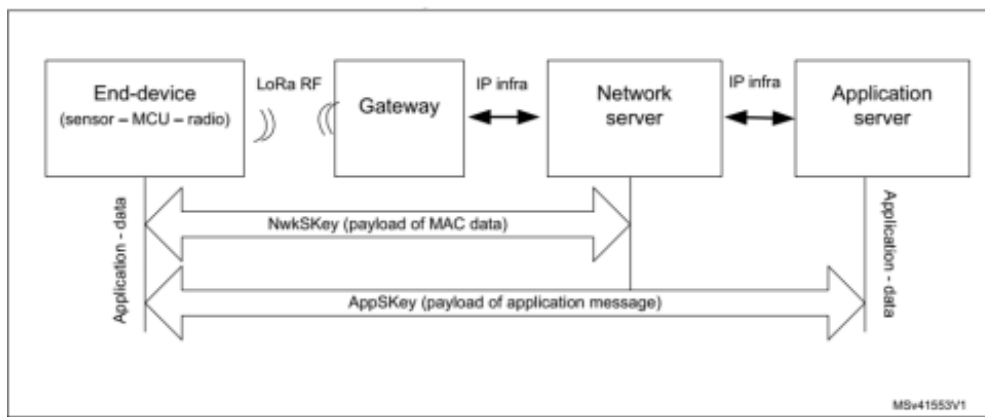 End-device
(sensor – MCU – radio)
LoRa RF
Gateway
IP infra
Network
server
IP infra
Application
server
NwkSKey (payload of MAC data)
AppSKey (payload of application message)
Application - data
Application - data
MSv41553V1